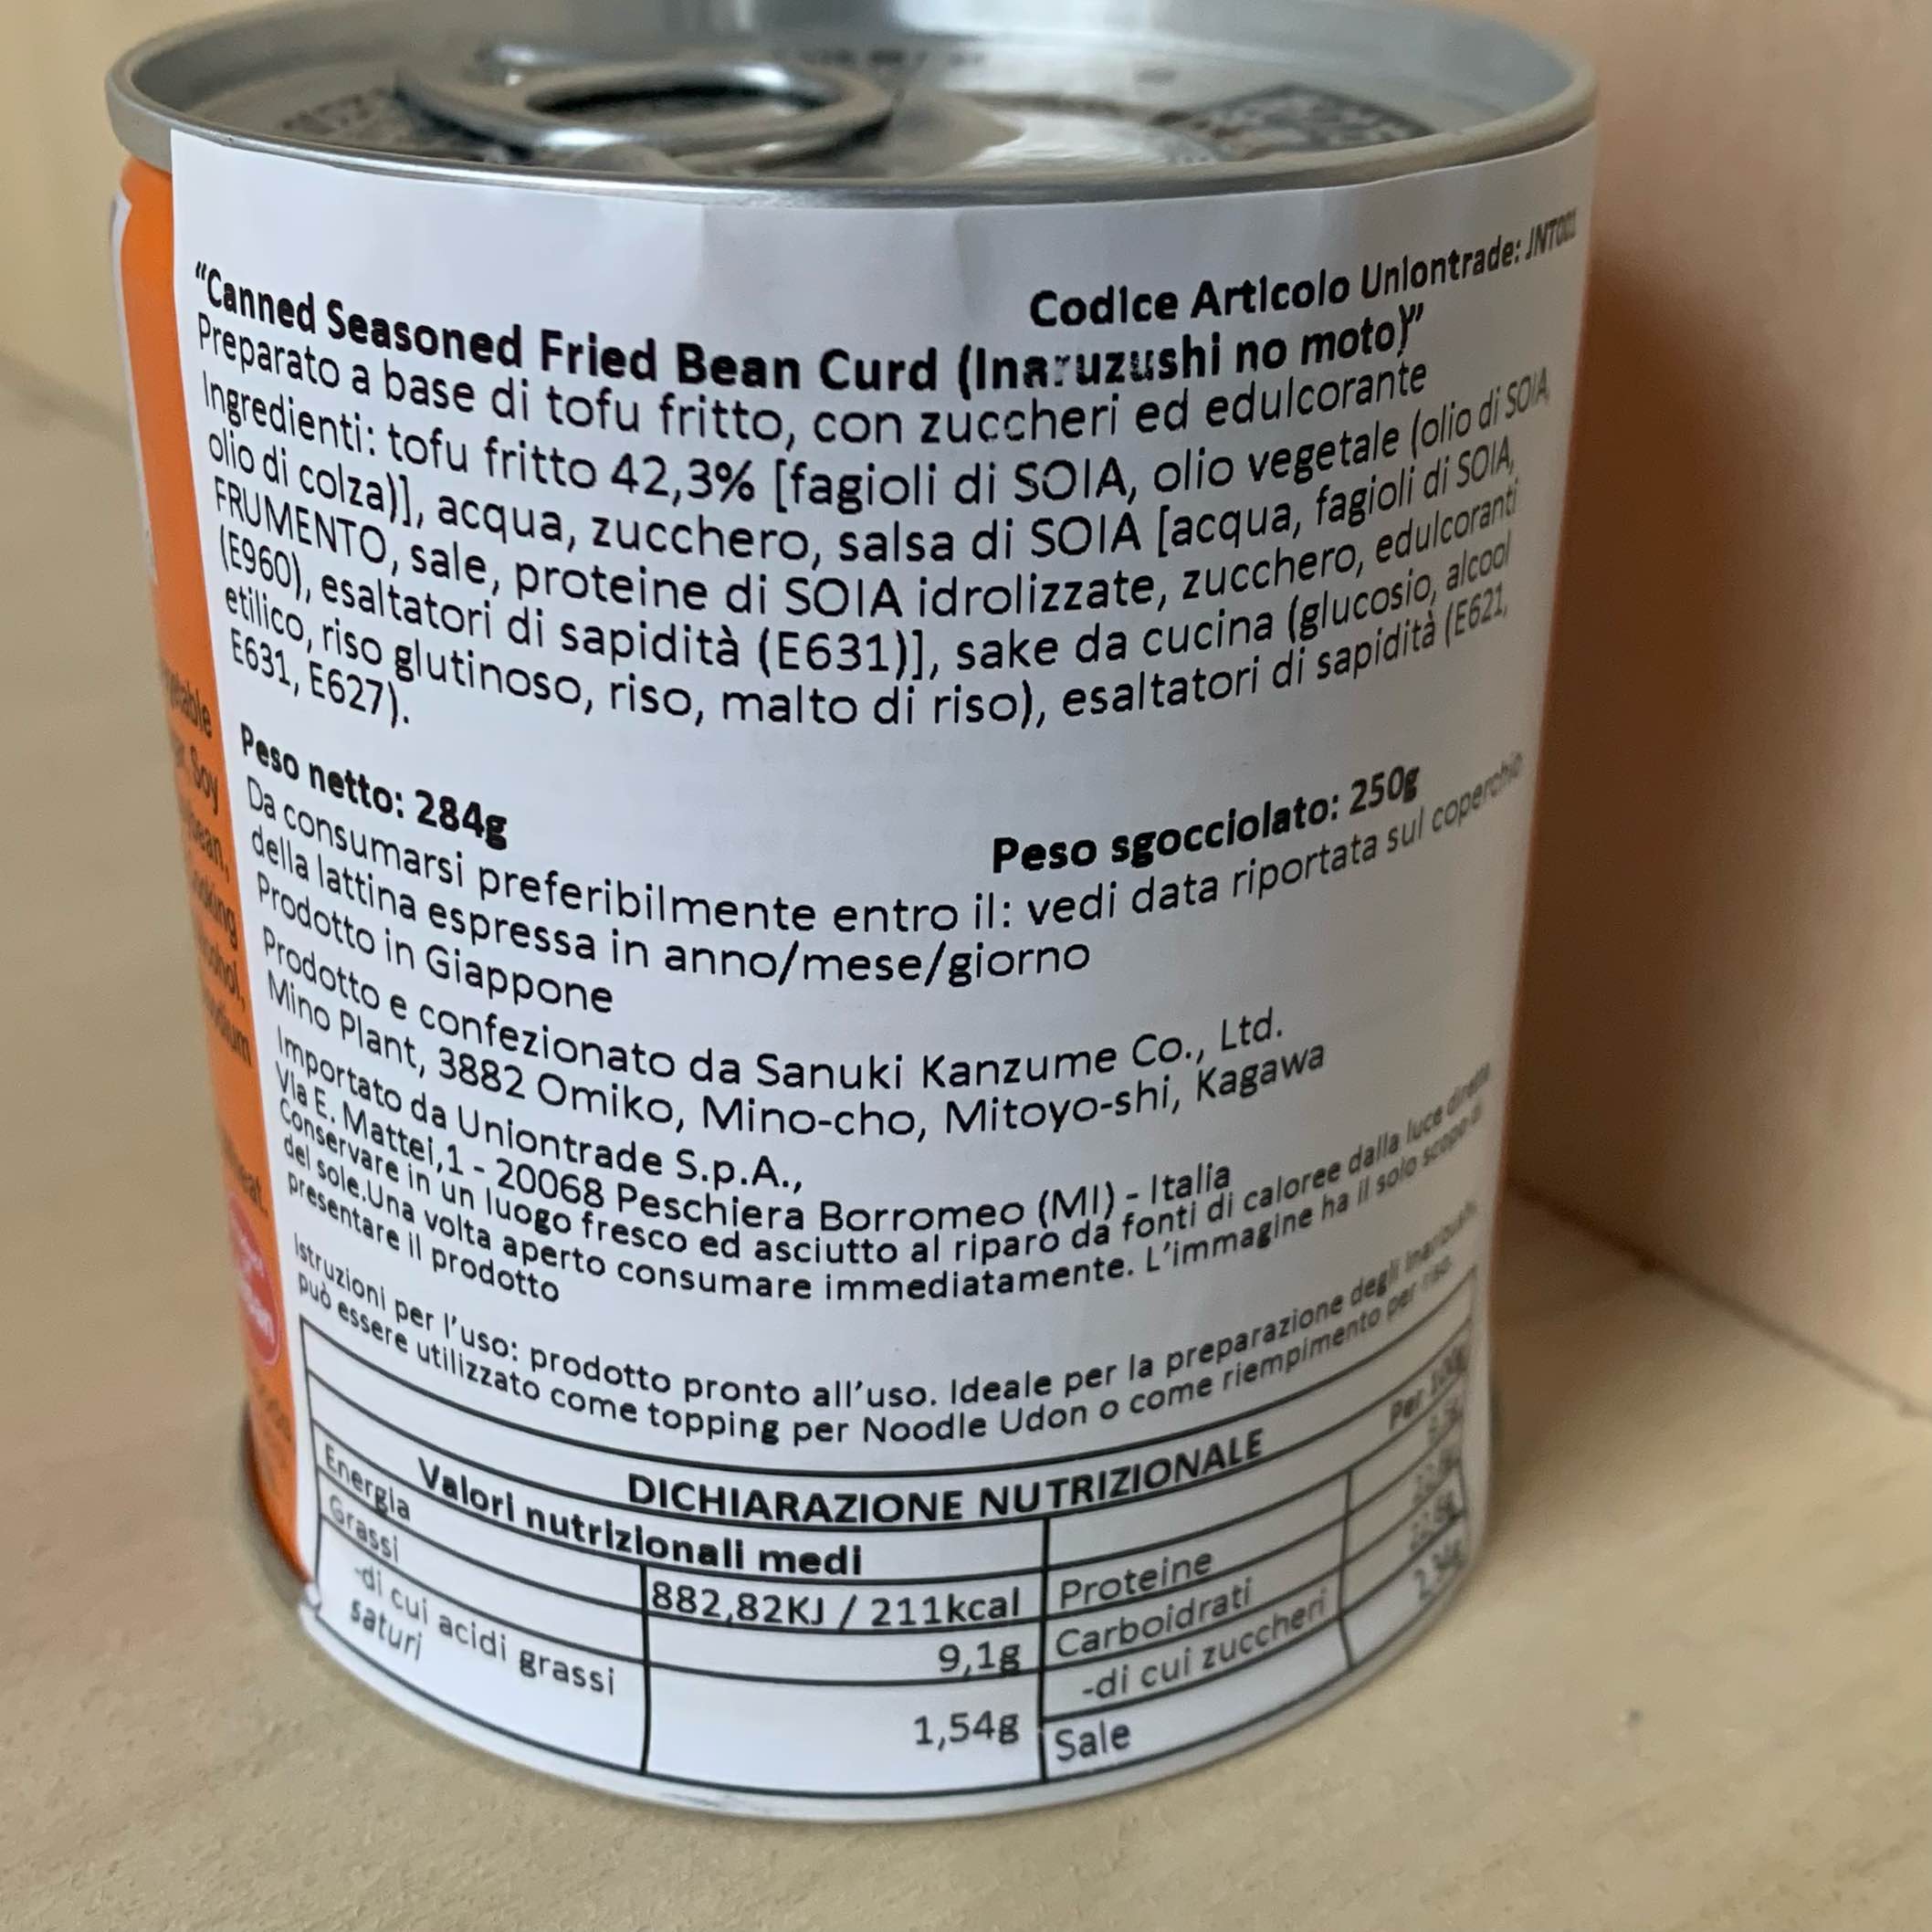 Codice Articolo Uniontrade: JNT001
"Canned Seasoned Fried Bean Curd (Inaruzushi no moto)"
Preparato a base di tofu fritto, con zuccheri ed edulcorante
Ingredienti: tofu fritto 42,3% [fagioli di SOIA, olio vegetale (olio di SOIA,
olio di colza)], acqua, zucchero, salsa di SOIA [acqua, fagioli di SOIA,
FRUMENTO, sale, proteine di SOIA idrolizzate, zucchero, edulcoranti
(E960), esaltatori di sapidità (E631)], sake da cucina (glucosio, alcool
etilico, riso glutinoso, riso, malto di riso), esaltatori di sapidità (E621,
E631, E627).
Peso netto: 284g Peso sgocciolato: 250g
Da consumarsi preferibilmente entro il: vedi data riportata sul coperchio
della lattina espressa in anno/mese/giorno
Prodotto in Giappone
Prodotto e confezionato da Sanuki Kanzume Co., Ltd.
Mino Plant, 3882 Omiko, Mino-cho, Mitoyo-shi, Kagawa
Importato da Uniontrade S.p.A.,
Via E. Mattei,1 - 20068 Peschiera Borromeo (MI) - Italia
Conservare in un luogo fresco ed asciutto al riparo da fonti di caloree dalla luce diretta
del sole.Una volta aperto consumare immediatamente. L'immagine ha il solo scopo di
presentare il prodotto
Istruzioni per l'uso: prodotto pronto all'uso. Ideale per la preparazione degli inarizushi,
può essere utilizzato come topping per Noodle Udon o come riempimento per riso.
DICHIARAZIONE NUTRIZIONALE
Valori nutrizionali medi Per 100g
Energia 882,82KJ / 211kcal Proteine
Grassi 9,1g Carboidrati
-di cui acidi grassi
saturi 1,54g
-di cui zuccheri
Sale
Soy